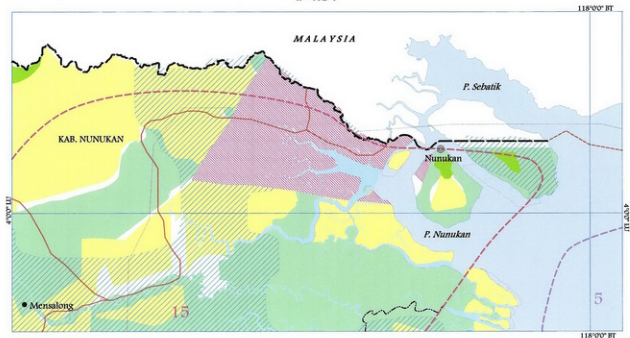 118°0'0" BT
MALAYSIA
P. Sebatik
KAB. NUNUKAN
Nunukan
4°0'0" LU
4°0'0" LU
P. Nunukan
Mensalong
15
5
118°0'0" BT